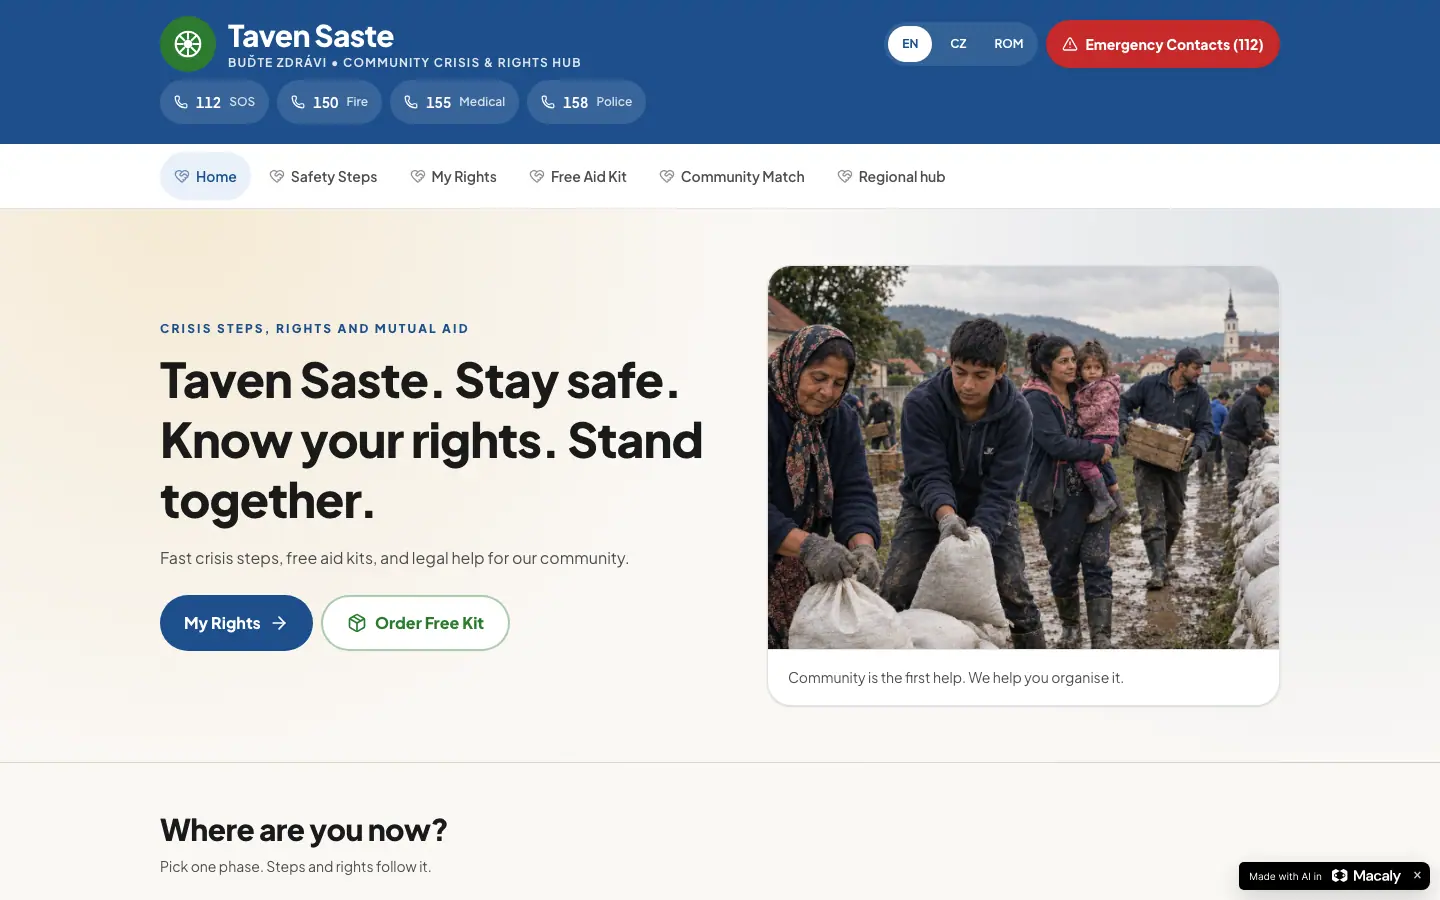 Taven Saste
BUĎTE ZDRÁVI • COMMUNITY CRISIS & RIGHTS HUB
EN CZ ROM
Emergency Contacts (112)
112 SOS
150 Fire
155 Medical
158 Police
Home
Safety Steps
My Rights
Free Aid Kit
Community Match
Regional hub
CRISIS STEPS, RIGHTS AND MUTUAL AID
Taven Saste. Stay safe.
Know your rights. Stand
together.
Fast crisis steps, free aid kits, and legal help for our community.
My Rights
Order Free Kit
Community is the first help. We help you organise it.
Where are you now?
Pick one phase. Steps and rights follow it.
Made with AI in Macaly ×